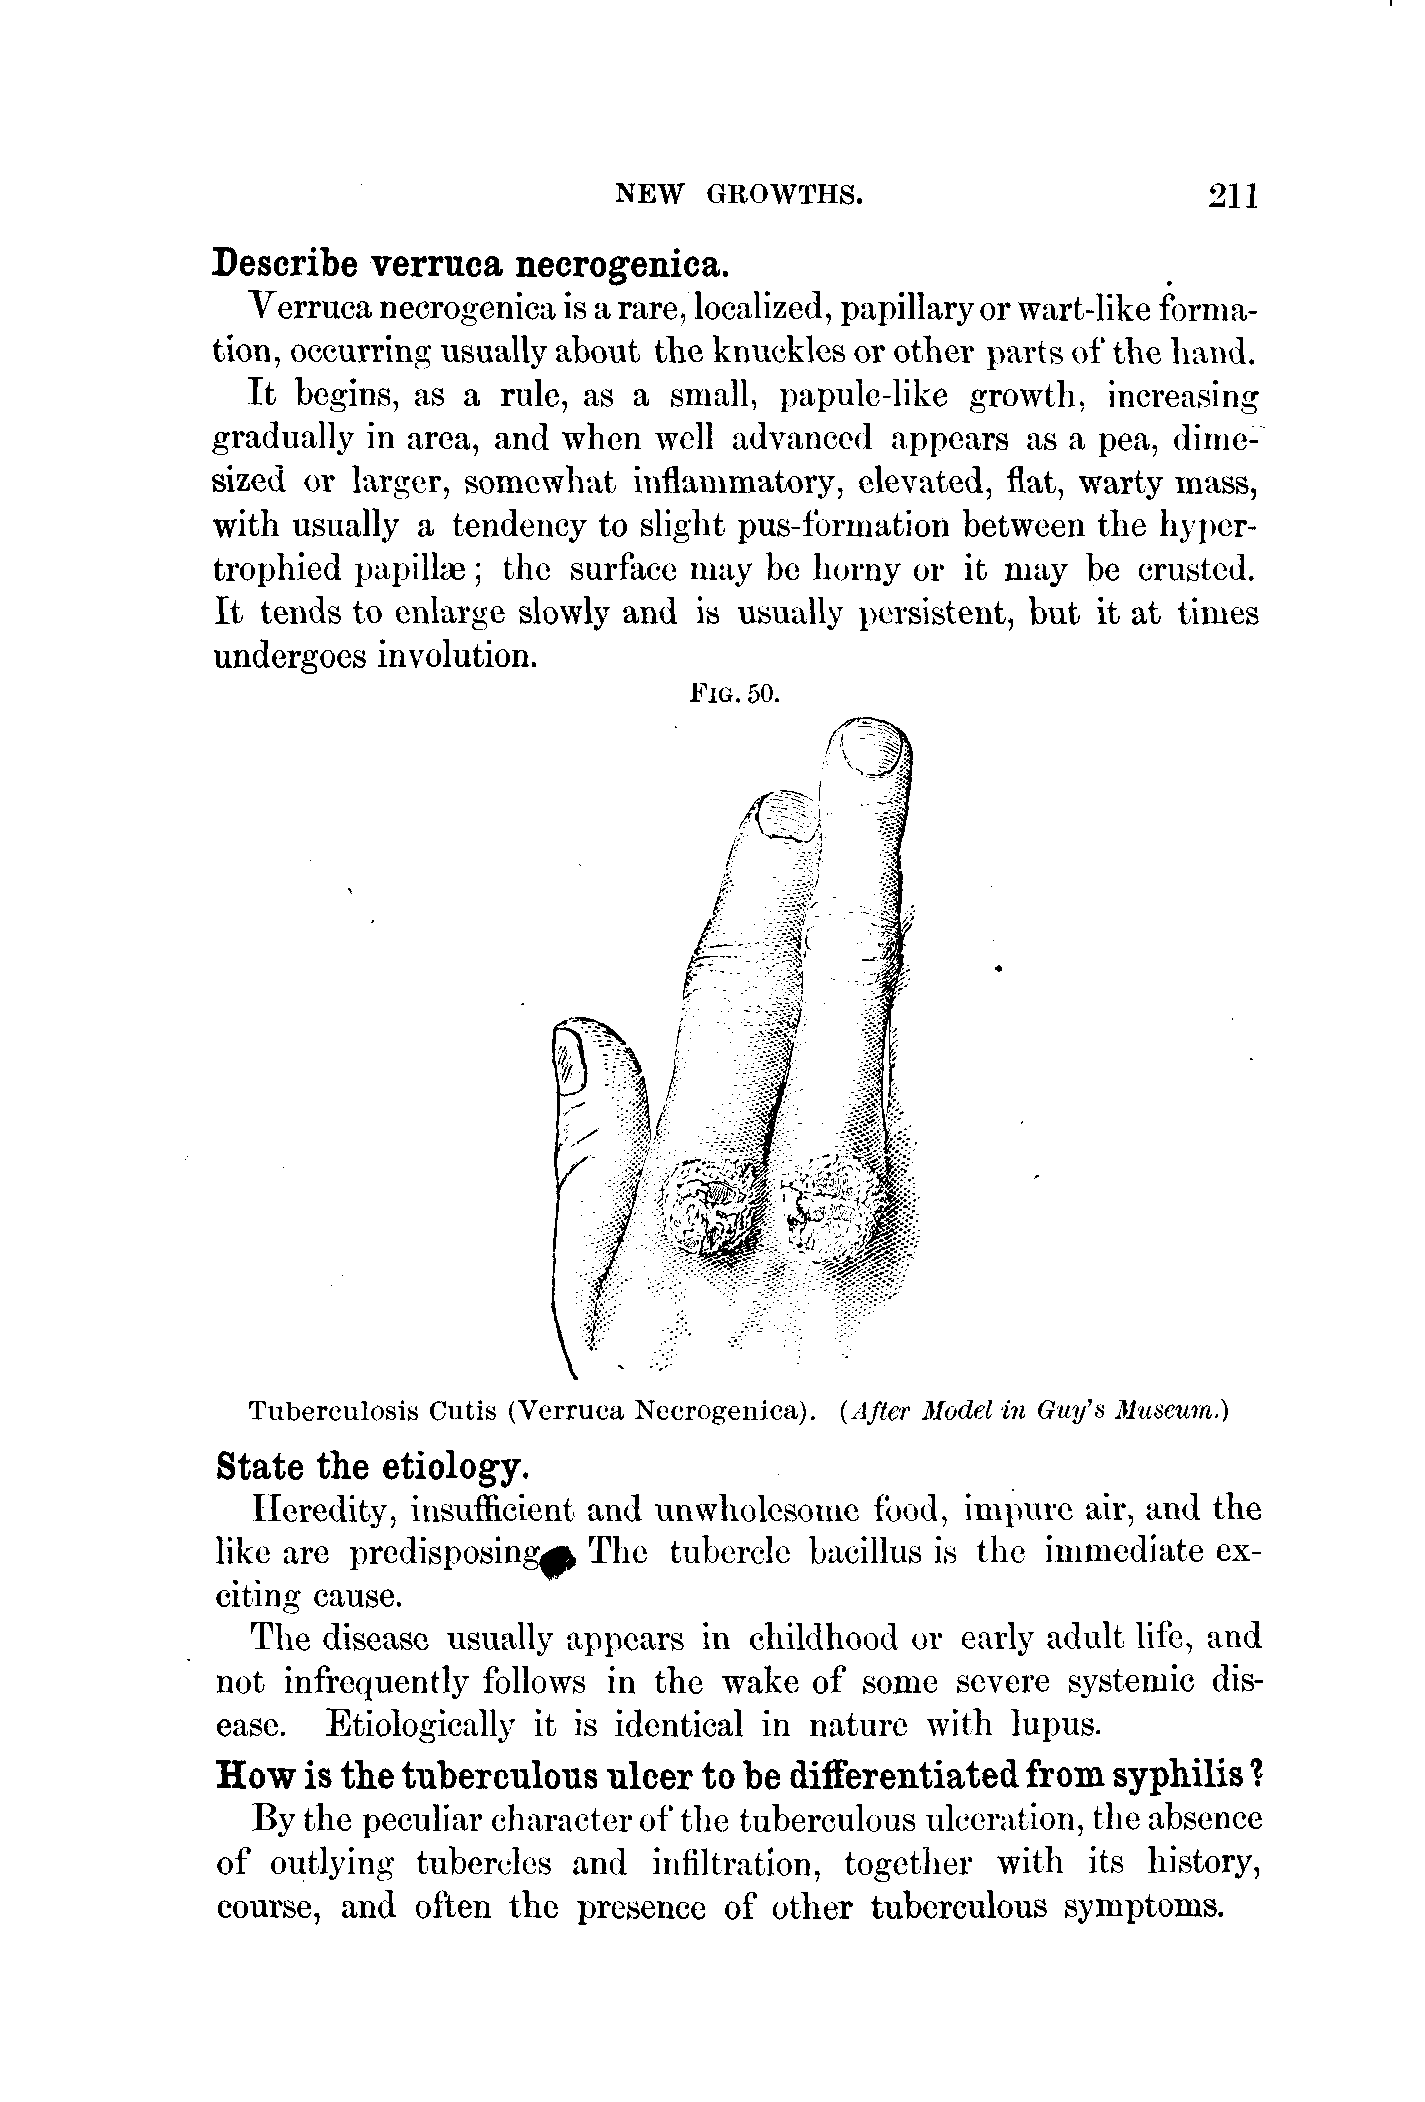 NEW GROWTHS. 211
Describe verruca necrogenica.
Verruca necrogenica is a rare, localized, papillary or wart-like forma-
tion, occurring usually about the knuckles or other parts of the hand.
It begins, as a rule, as a small, papule-like growth, increasing
gradually in area, and when well advanced appears as a pea, dime-
sized or larger, somewhat inflammatory, elevated, flat, warty mass,
with usually a tendency to slight pus-formation between the hyper-
trophied papillæ; the surface may be horny or it may be crusted.
It tends to enlarge slowly and is usually persistent, but it at times
undergoes involution.
FIG. 50.
Tuberculosis Cutis (Verruca Necrogenica). (After Model in Guy's Museum.)
State the etiology.
Heredity, insufficient and unwholesome food, impure air, and the
like are predisposing The tubercle bacillus is the immediate ex-
citing cause.
The disease usually appears in childhood or early adult life, and
not infrequently follows in the wake of some severe systemic dis-
ease. Etiologically it is identical in nature with lupus.
How is the tuberculous ulcer to be differentiated from syphilis?
By the peculiar character of the tuberculous ulceration, the absence
of outlying tubercles and infiltration, together with its history,
course, and often the presence of other tuberculous symptoms.